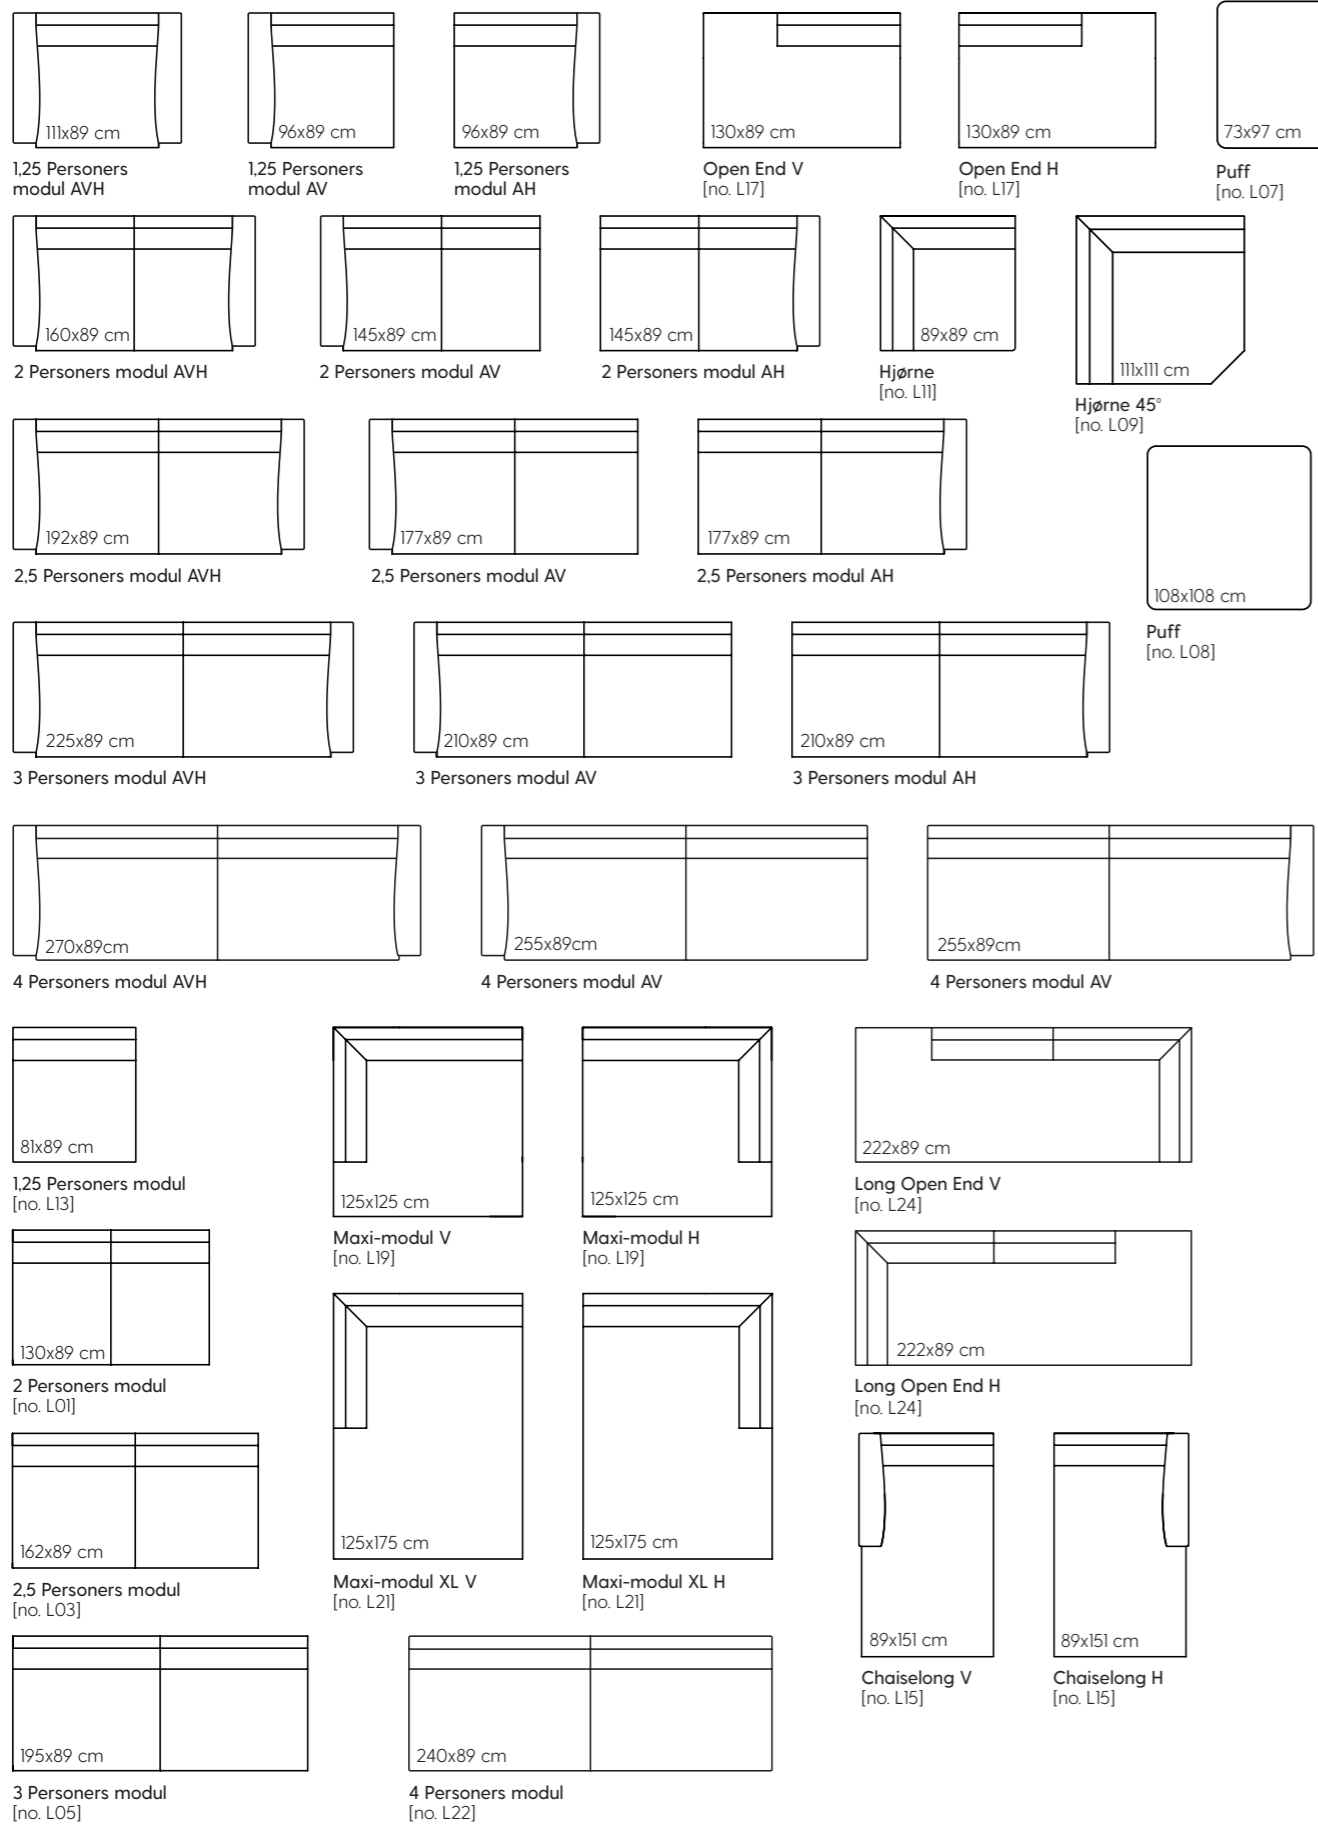 111x89 cm
1,25 Personers
modul AVH
96x89 cm
1,25 Personers
modul AV
96x89 cm
1,25 Personers
modul AH
130x89 cm
Open End V
[no. L17]
130x89 cm
Open End H
[no. L17]
73x97 cm
Puff
[no. L07]
160x89 cm
2 Personers modul AVH
145x89 cm
2 Personers modul AV
145x89 cm
2 Personers modul AH
89x89 cm
Hjørne
[no. L11]
111x111 cm
Hjørne 45°
[no. L09]
192x89 cm
2,5 Personers modul AVH
177x89 cm
2,5 Personers modul AV
177x89 cm
2,5 Personers modul AH
108x108 cm
Puff
[no. L08]
225x89 cm
3 Personers modul AVH
210x89 cm
3 Personers modul AV
210x89 cm
3 Personers modul AH
270x89cm
4 Personers modul AVH
255x89cm
4 Personers modul AV
255x89cm
4 Personers modul AV
81x89 cm
1,25 Personers modul
[no. L13]
125x125 cm
Maxi-modul V
[no. L19]
125x125 cm
Maxi-modul H
[no. L19]
222x89 cm
Long Open End V
[no. L24]
130x89 cm
2 Personers modul
[no. L01]
222x89 cm
Long Open End H
[no. L24]
162x89 cm
2,5 Personers modul
[no. L03]
125x175 cm
Maxi-modul XL V
[no. L21]
125x175 cm
Maxi-modul XL H
[no. L21]
89x151 cm
Chaiselong V
[no. L15]
89x151 cm
Chaiselong H
[no. L15]
195x89 cm
3 Personers modul
[no. L05]
240x89 cm
4 Personers modul
[no. L22]